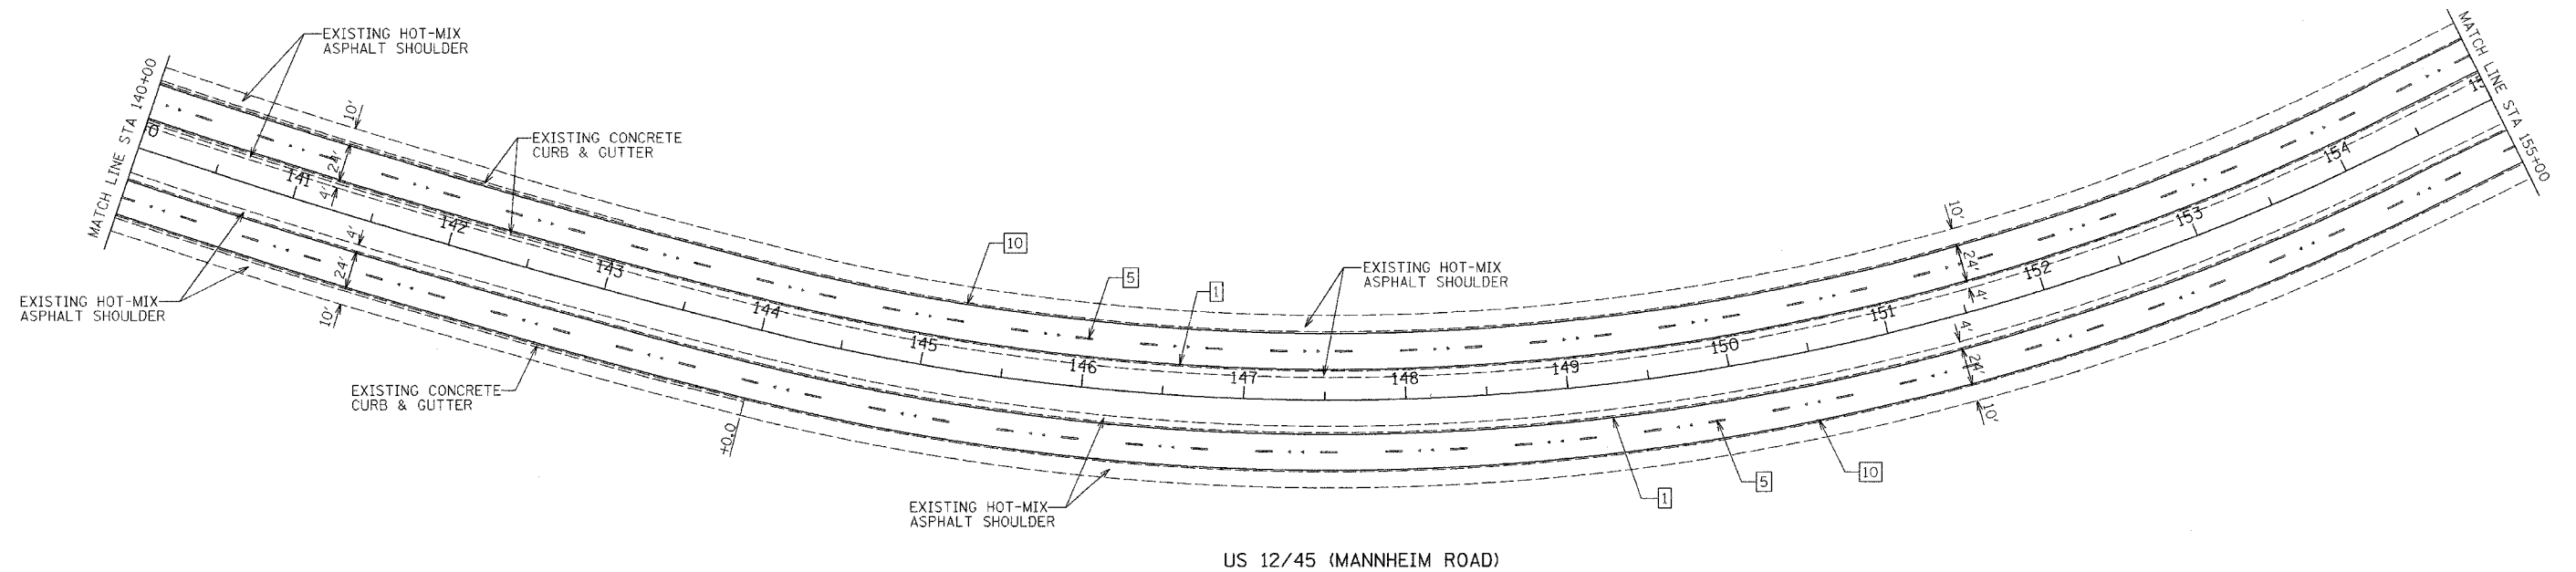 EXISTING HOT-MIX
ASPHALT SHOULDER
MATCH LINE STA 140+00
10'
EXISTING CONCRETE
CURB & GUTTER
24'
4'
141
142
143
144
145
146
147
148
149
150
151
152
153
154
MATCH LINE STA 155+00
4'
24'
10'
EXISTING HOT-MIX
ASPHALT SHOULDER
EXISTING CONCRETE
CURB & GUTTER
+0.0
10
5
1
EXISTING HOT-MIX
ASPHALT SHOULDER
10'
24'
4'
4'
24'
10'
EXISTING HOT-MIX
ASPHALT SHOULDER
1
5
10
US 12/45 (MANNHEIM ROAD)